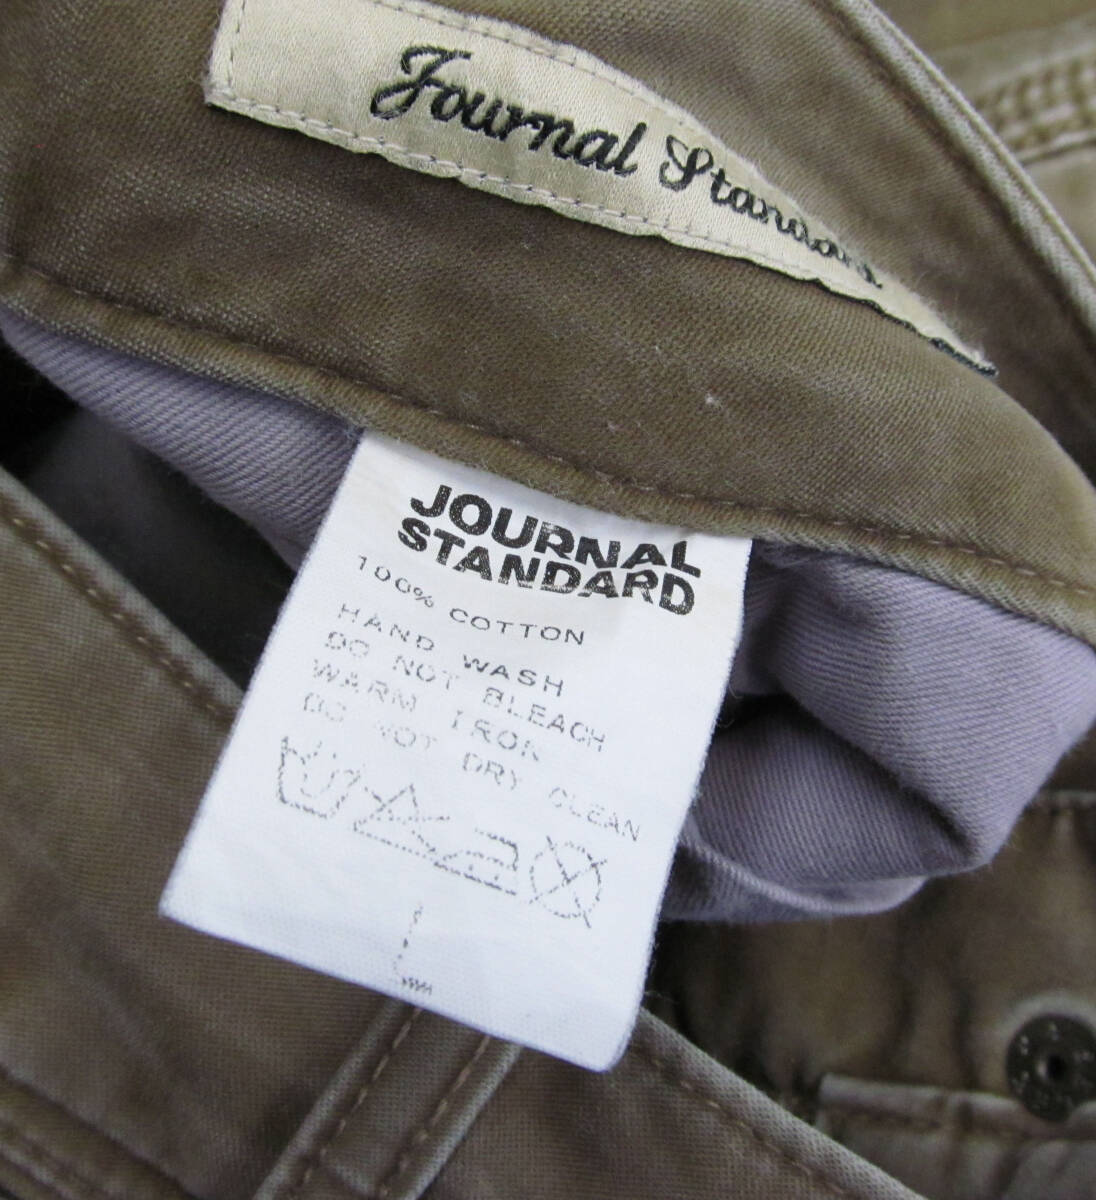 Journal Standard
JOURNAL
STANDARD
100% COTTON
HAND WASH
DO NOT BLEACH
WARM IRON
DO NOT DRY CLEAN
L